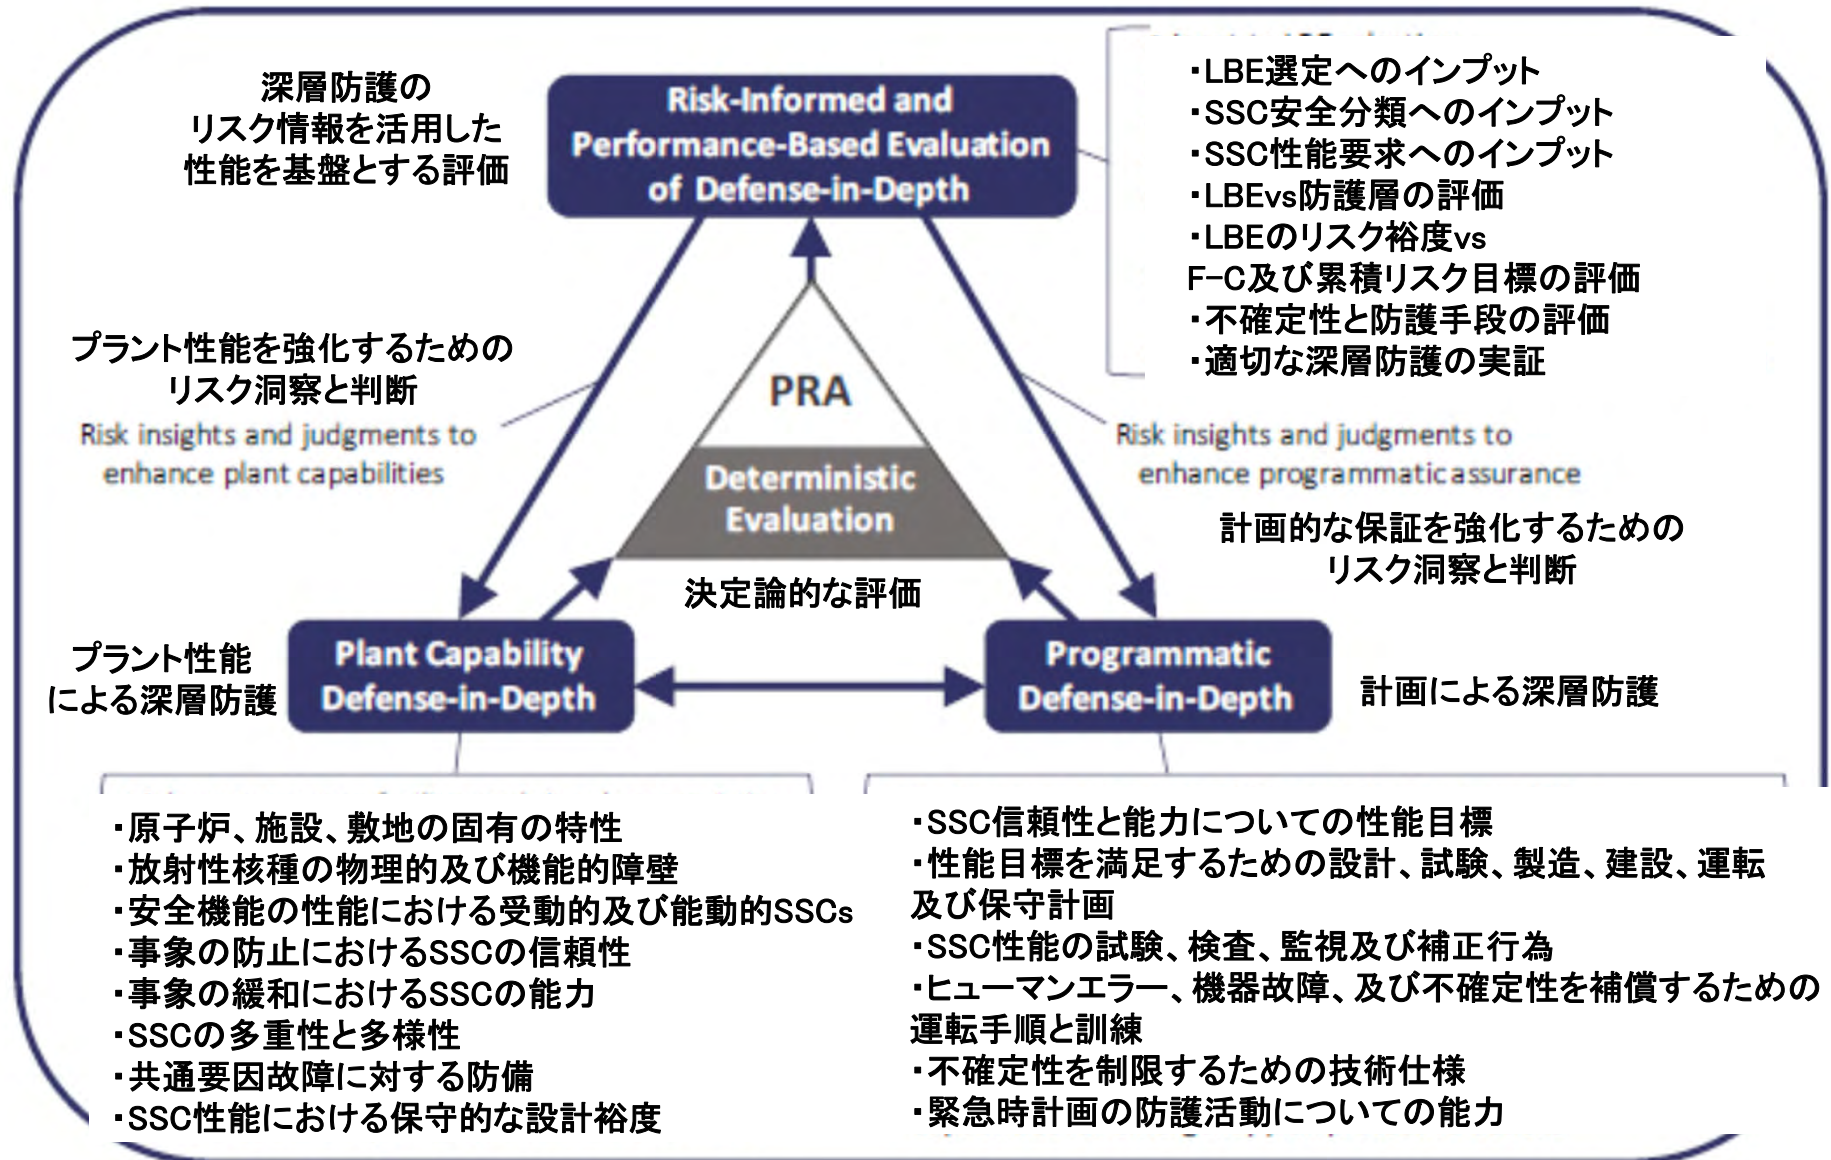 深層防護の
リスク情報を活用した
性能を基盤とする評価
Risk-Informed and
Performance-Based Evaluation
of Defense-in-Depth
・LBE選定へのインプット
・SSC安全分類へのインプット
・SSC性能要求へのインプット
・LBEvs防護層の評価
・LBEのリスク裕度vs
F-C及び累積リスク目標の評価
・不確定性と防護手段の評価
・適切な深層防護の実証
プラント性能を強化するための
リスク洞察と判断
Risk insights and judgments to
enhance plant capabilities
PRA
Deterministic
Evaluation
決定論的な評価
Risk insights and judgments to
enhance programmatic assurance
計画的な保証を強化するための
リスク洞察と判断
プラント性能
による深層防護
Plant Capability
Defense-in-Depth
Programmatic
Defense-in-Depth
計画による深層防護
・原子炉、施設、敷地の固有の特性
・放射性核種の物理的及び機能的障壁
・安全機能の性能における受動的及び能動的SSCs
・事象の防止におけるSSCの信頼性
・事象の緩和におけるSSCの能力
・SSCの多重性と多様性
・共通要因故障に対する防備
・SSC性能における保守的な設計裕度
・SSC信頼性と能力についての性能目標
・性能目標を満足するための設計、試験、製造、建設、運転
及び保守計画
・SSC性能の試験、検査、監視及び補正行為
・ヒューマンエラー、機器故障、及び不確定性を補償するための
運転手順と訓練
・不確定性を制限するための技術仕様
・緊急時計画の防護活動についての能力